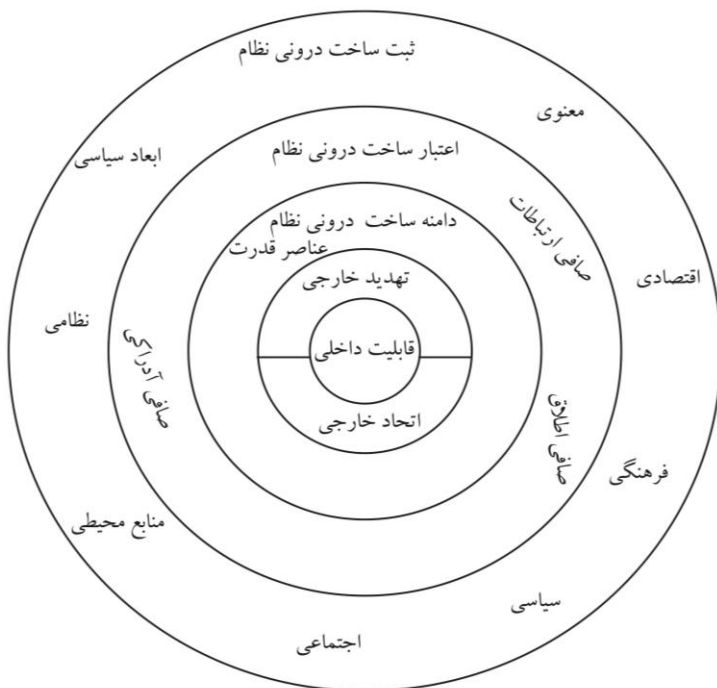 ثبت ساخت درونی نظام
معنوی
ابعاد سیاسی
اعتبار ساخت درونی نظام
صافی ارتباطات
دامنه ساخت درونی نظام
عناصر قدرت
تهدید خارجی
اقتصادی
نظامی
قابلیت داخلی
صافی آدراکی
اتحاد خارجی
صافی اطلاق
فرهنگی
منابع محیطی
سیاسی
اجتماعی